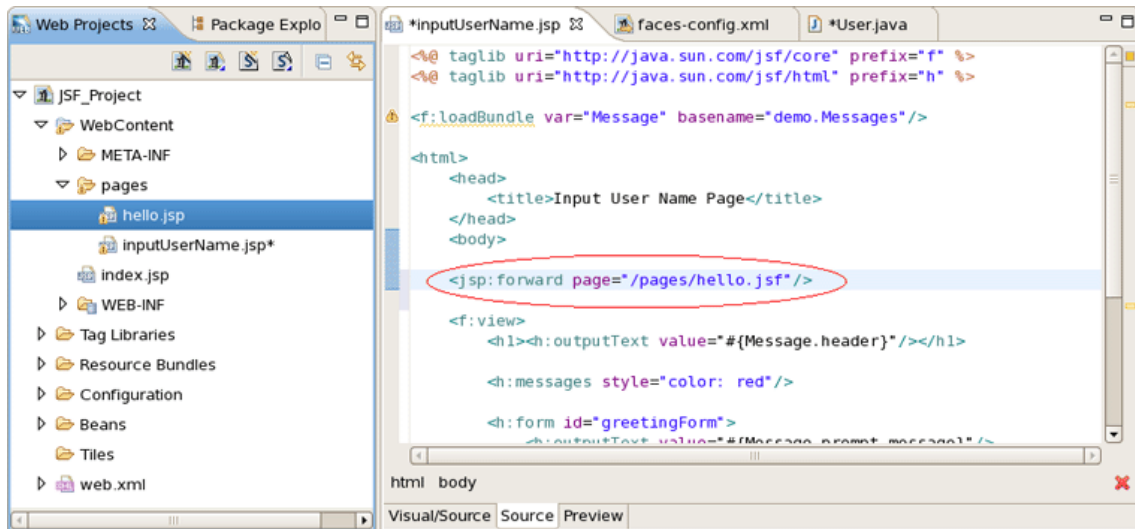 Web Projects
Package Explo
JSF_Project
WebContent
META-INF
pages
hello.jsp
inputUserName.jsp*
index.jsp
WEB-INF
Tag Libraries
Resource Bundles
Configuration
Beans
Tiles
web.xml
*inputUserName.jsp
faces-config.xml
*User.java
<%@ taglib uri="http://java.sun.com/jsf/core" prefix="f" %>
<%@ taglib uri="http://java.sun.com/jsf/html" prefix="h" %>
<f:loadBundle var="Message" basename="demo.Messages"/>
<html>
<head>
<title>Input User Name Page</title>
</head>
<body>
<jsp:forward page="/pages/hello.jsf"/>
<f:view>
<h1><h:outputText value="#{Message.header}"/></h1>
<h:messages style="color: red"/>
<h:form id="greetingForm">
<h:outputText value="#{Message.prompt_message}"/>
html body
Visual/Source Source Preview